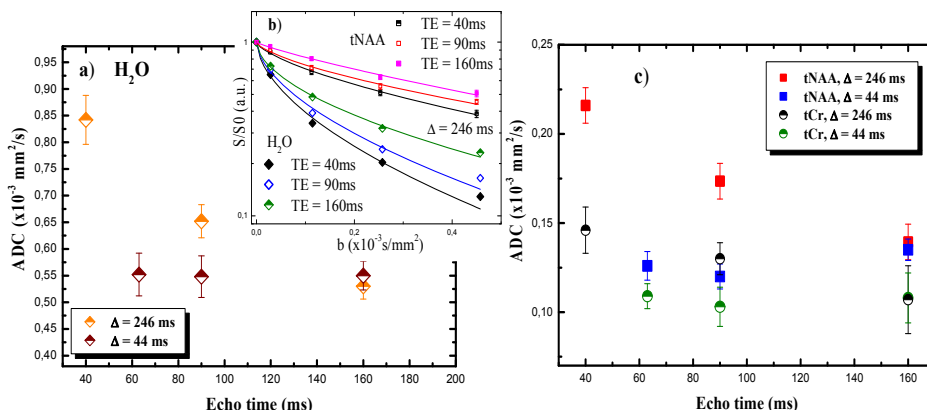 a) H₂O
ADC (x10⁻³ mm²/s)
0,90
0,85
0,80
0,75
0,70
0,65
0,60
0,55
0,50
0,45
0,40
40 60 80 100 120 140 160 180 200
Echo time (ms)
Δ = 246 ms
Δ = 44 ms
b)
S/S0 (a.u.)
1
0,1
0,0 0,2 0,4
b (x10⁻³s/mm²)
TE = 40ms
tNAA TE = 90ms
TE = 160ms
Δ = 246 ms
H₂O
TE = 40ms
TE = 90ms
TE = 160ms
c)
ADC (x10⁻³ mm²/s)
0,25
0,20
0,15
0,10
40 60 80 100 120 140 160
Echo time (ms)
tNAA, Δ = 246 ms
tNAA, Δ = 44 ms
tCr, Δ = 246 ms
tCr, Δ = 44 ms